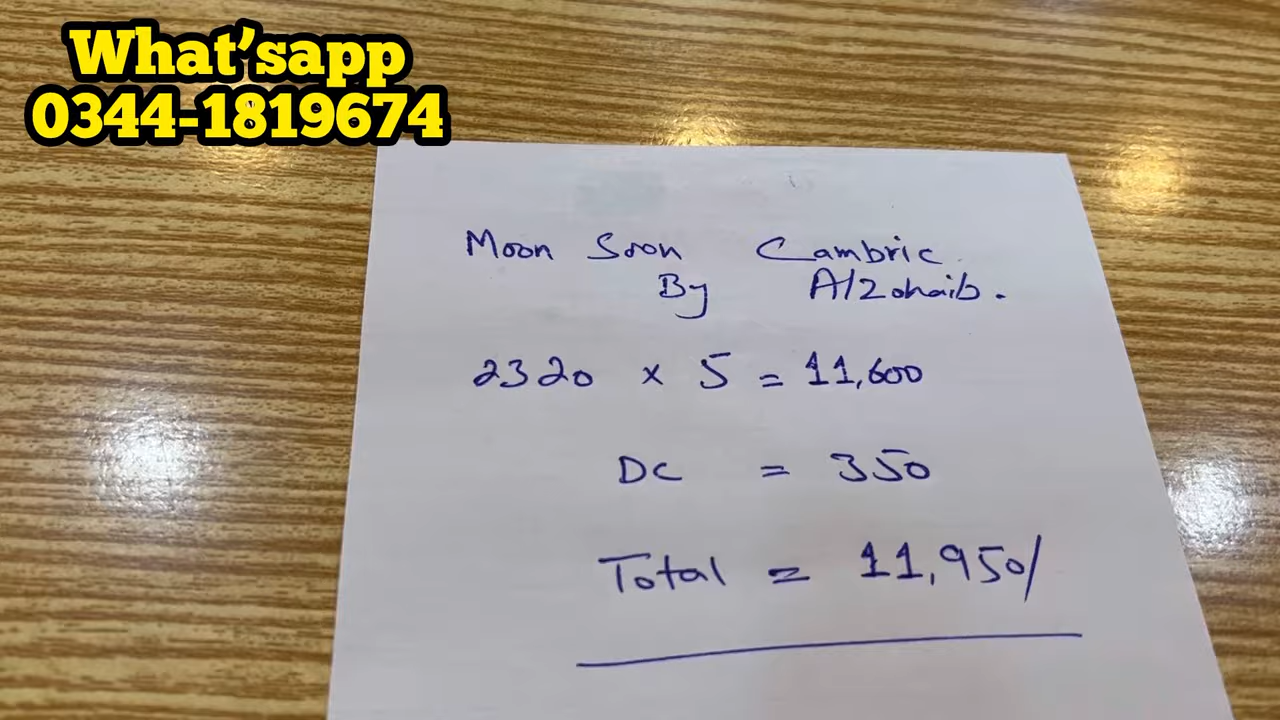 What'sapp
0344-1819674
Moon Soon Cambric
By Alzohaib.
2320 × 5 = 11,600
DC = 350
Total = 11,950/